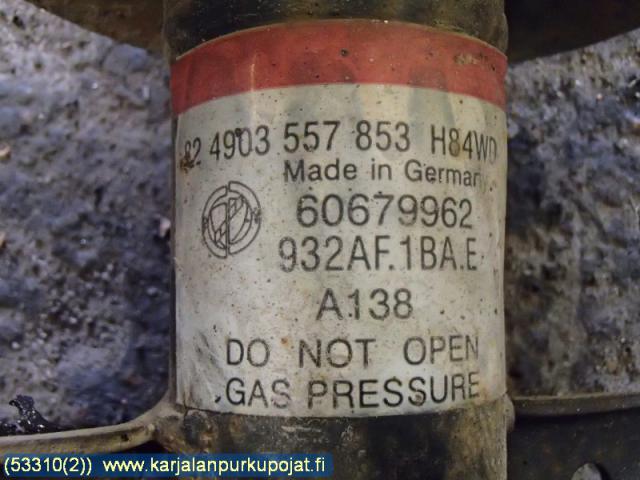 82 4903 557 853 H84WD
Made in Germany
60679962
932AF.1BA.E
A138
DO NOT OPEN
GAS PRESSURE
(53310(2)) www.karjalanpurkupojat.fi